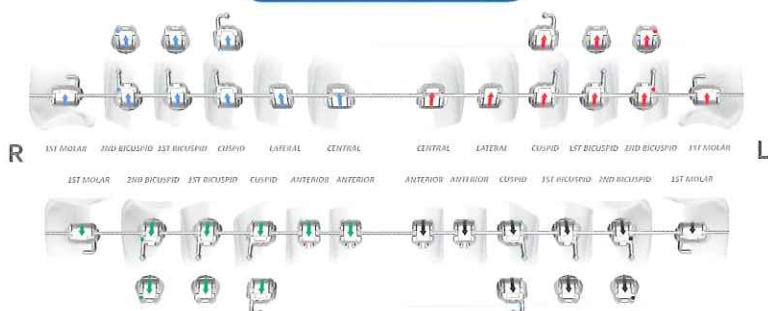 1ST MOLAR 2ND BICUSPID 1ST BICUSPID CUSPID LATERAL CENTRAL CENTRAL LATERAL CUSPID 1ST BICUSPID 2ND BICUSPID 1ST MOLAR
R L
1ST MOLAR 2ND BICUSPID 1ST BICUSPID CUSPID ANTERIOR ANTERIOR ANTERIOR ANTERIOR CUSPID 1ST BICUSPID 2ND BICUSPID 1ST MOLAR